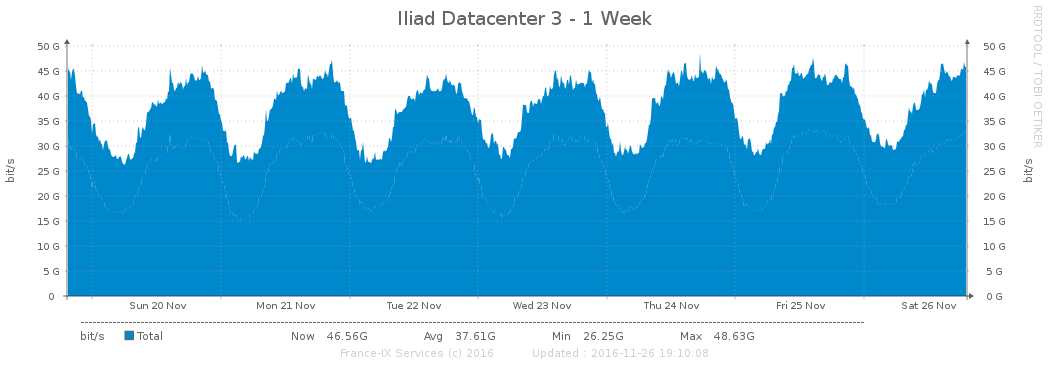 Iliad Datacenter 3 - 1 Week
RRDTOOL / TOBI OETIKER
bit/s
50 G
45 G
40 G
35 G
30 G
25 G
20 G
15 G
10 G
5 G
0
50 G
45 G
40 G
35 G
30 G
25 G
20 G
15 G
10 G
5 G
0 G
bit/s
Sun 20 Nov Mon 21 Nov Tue 22 Nov Wed 23 Nov Thu 24 Nov Fri 25 Nov Sat 26 Nov
bit/s Total Now 46.56G Avg 37.61G Min 26.25G Max 48.63G
France-IX Services (c) 2016 Updated : 2016-11-26 19:10:08